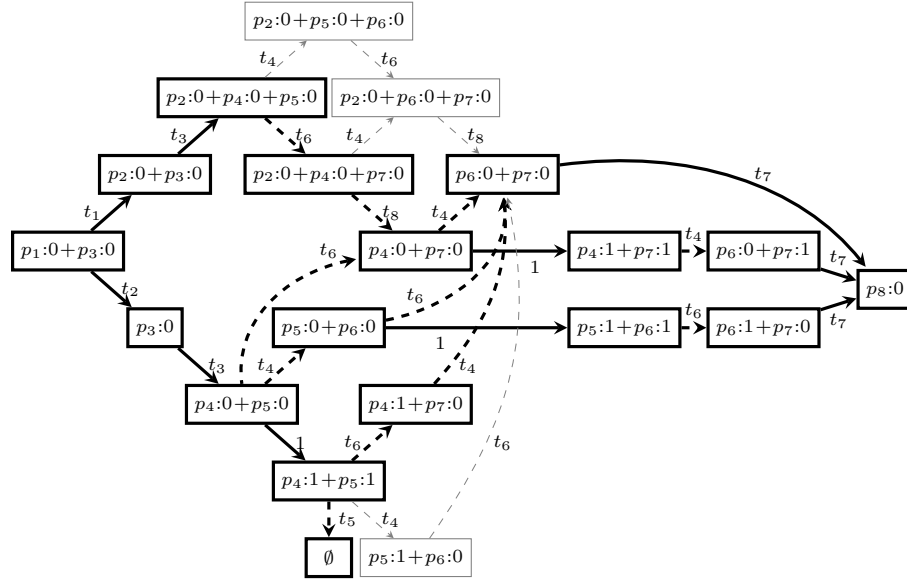 p₂:0+p₅:0+p₆:0
t₄
t₆
p₂:0+p₄:0+p₅:0
p₂:0+p₆:0+p₇:0
t₃
t₆
t₄
t₈
p₂:0+p₃:0
p₂:0+p₄:0+p₇:0
p₆:0+p₇:0
t₇
t₁
t₈
t₄
p₁:0+p₃:0
t₆
p₄:0+p₇:0
1
p₄:1+p₇:1
t₄
p₆:0+p₇:1
t₇
t₂
t₆
p₈:0
p₃:0
p₅:0+p₆:0
1
p₅:1+p₆:1
t₆
p₆:1+p₇:0
t₇
t₃
t₄
t₄
p₄:0+p₅:0
p₄:1+p₇:0
1
t₆
t₆
p₄:1+p₅:1
t₅
t₄
∅
p₅:1+p₆:0